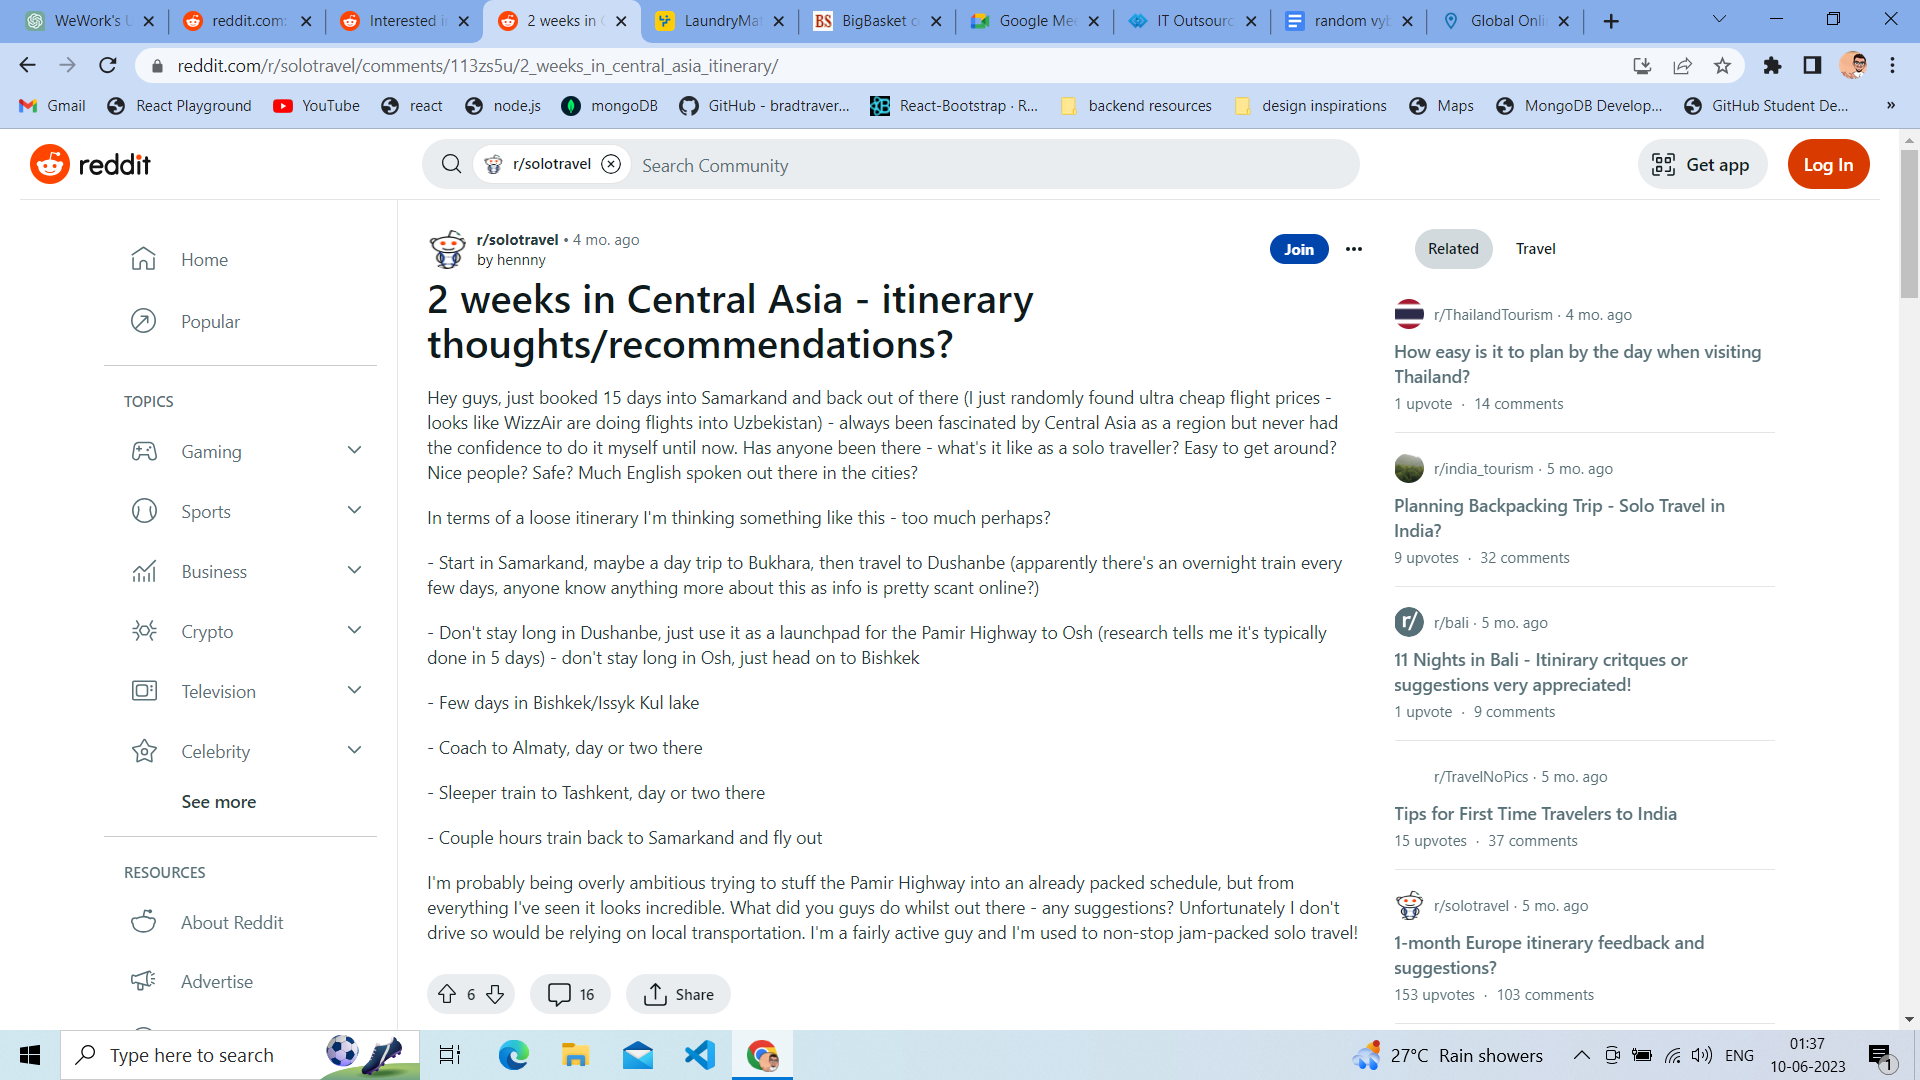 WeWork's U
reddit.com:
Interested i
2 weeks in C
LaundryMat
BigBasket c
Google Mee
IT Outsourc
random vyb
Global Onli
reddit.com/r/solotravel/comments/113zs5u/2_weeks_in_central_asia_itinerary/
Gmail
React Playground
YouTube
react
node.js
mongoDB
GitHub - bradtraver...
React-Bootstrap · R...
backend resources
design inspirations
Maps
MongoDB Develop...
GitHub Student De...
»
reddit
r/solotravel
Search Community
Get app
Log In
Home
Popular
TOPICS
Gaming
Sports
Business
Crypto
Television
Celebrity
See more
RESOURCES
About Reddit
Advertise
r/solotravel • 4 mo. ago
by hennny
Join
2 weeks in Central Asia - itinerary
thoughts/recommendations?
Hey guys, just booked 15 days into Samarkand and back out of there (I just randomly found ultra cheap flight prices -
looks like WizzAir are doing flights into Uzbekistan) - always been fascinated by Central Asia as a region but never had
the confidence to do it myself until now. Has anyone been there - what's it like as a solo traveller? Easy to get around?
Nice people? Safe? Much English spoken out there in the cities?
In terms of a loose itinerary I'm thinking something like this - too much perhaps?
- Start in Samarkand, maybe a day trip to Bukhara, then travel to Dushanbe (apparently there's an overnight train every
few days, anyone know anything more about this as info is pretty scant online?)
- Don't stay long in Dushanbe, just use it as a launchpad for the Pamir Highway to Osh (research tells me it's typically
done in 5 days) - don't stay long in Osh, just head on to Bishkek
- Few days in Bishkek/Issyk Kul lake
- Coach to Almaty, day or two there
- Sleeper train to Tashkent, day or two there
- Couple hours train back to Samarkand and fly out
I'm probably being overly ambitious trying to stuff the Pamir Highway into an already packed schedule, but from
everything I've seen it looks incredible. What did you guys do whilst out there - any suggestions? Unfortunately I don't
drive so would be relying on local transportation. I'm a fairly active guy and I'm used to non-stop jam-packed solo travel!
6
16
Share
Related
Travel
r/ThailandTourism · 4 mo. ago
How easy is it to plan by the day when visiting
Thailand?
1 upvote · 14 comments
r/india_tourism · 5 mo. ago
Planning Backpacking Trip - Solo Travel in
India?
9 upvotes · 32 comments
r/
r/bali · 5 mo. ago
11 Nights in Bali - Itinirary critques or
suggestions very appreciated!
1 upvote · 9 comments
r/TravelNoPics · 5 mo. ago
Tips for First Time Travelers to India
15 upvotes · 37 comments
r/solotravel · 5 mo. ago
1-month Europe itinerary feedback and
suggestions?
153 upvotes · 103 comments
Type here to search
27°C Rain showers
ENG
01:37
10-06-2023
1